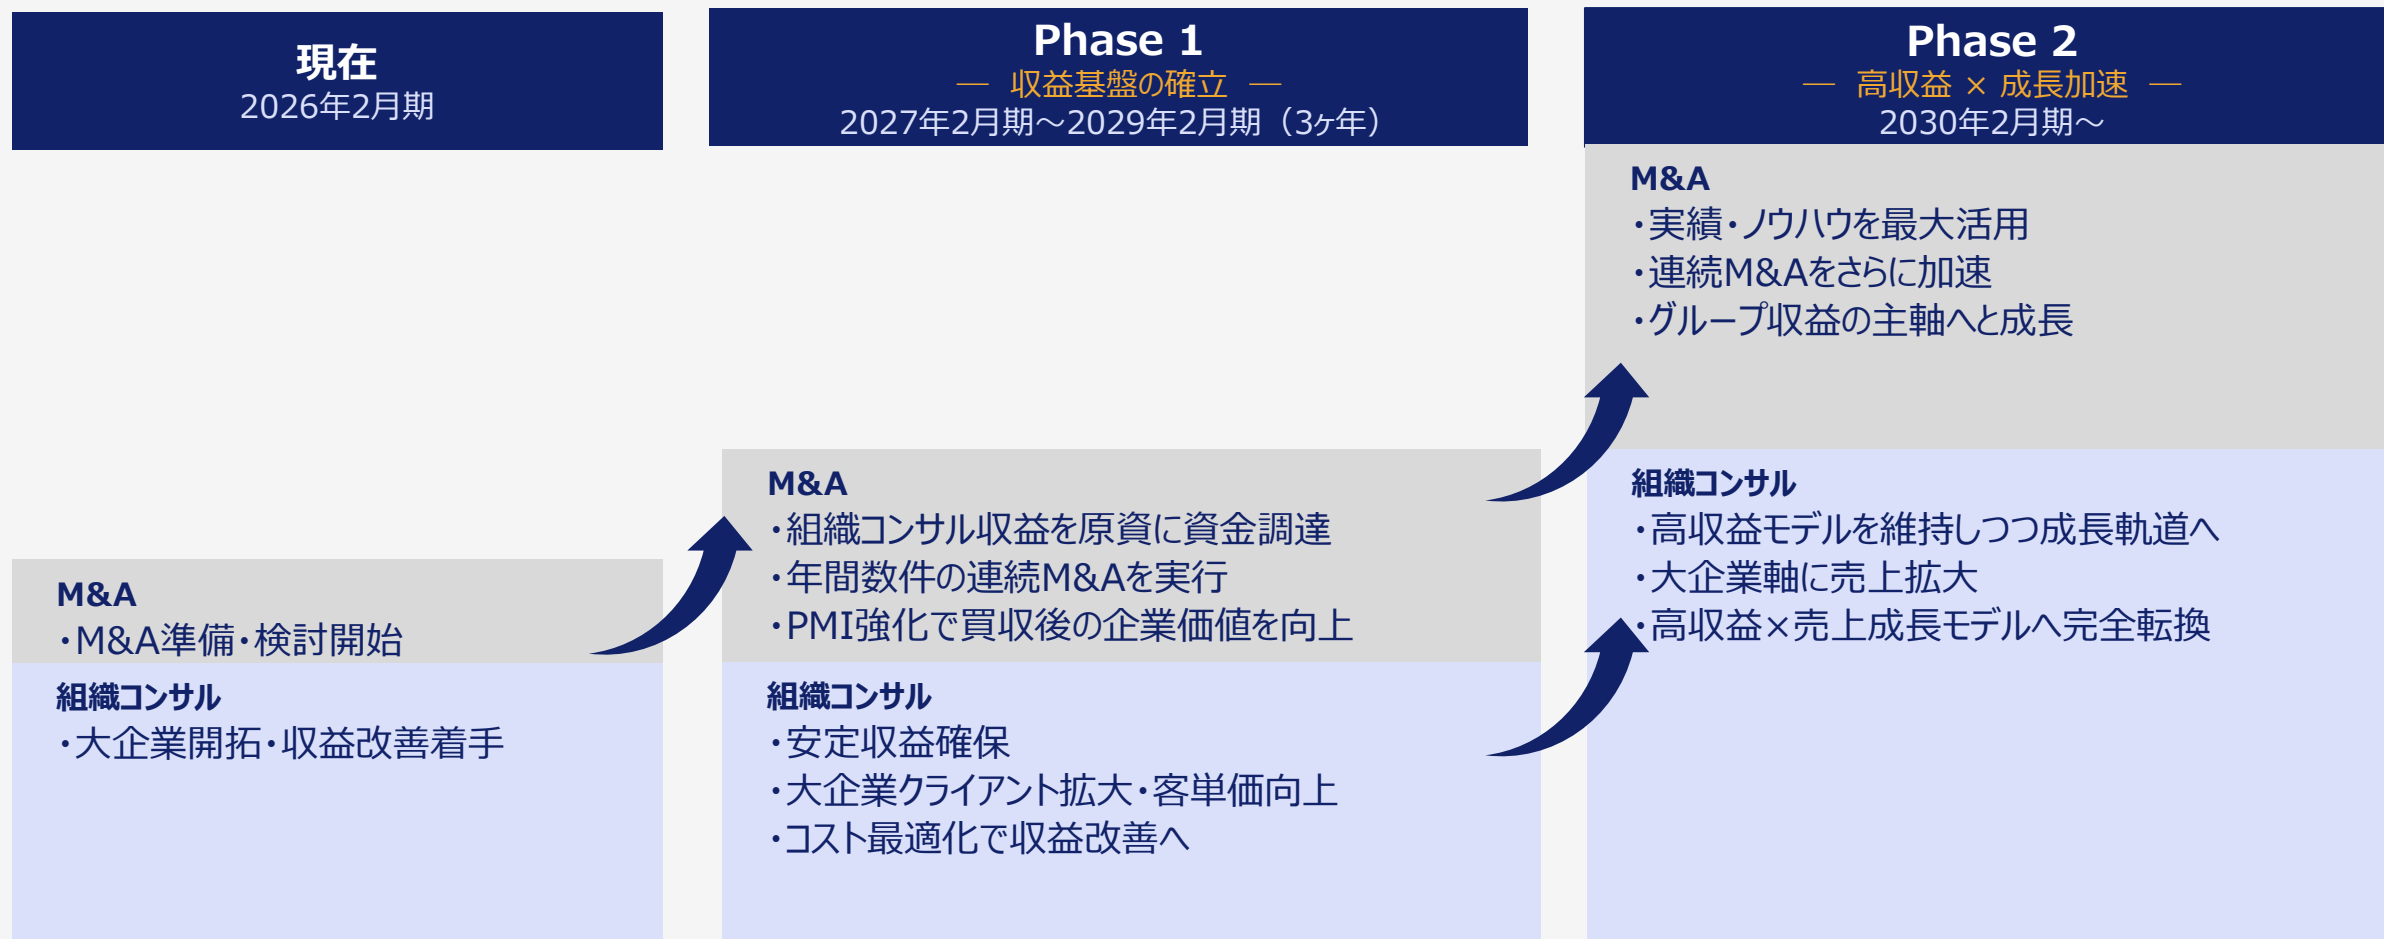 現在
2026年2月期
M&A
・M&A準備・検討開始
組織コンサル
・大企業開拓・収益改善着手
Phase 1
― 収益基盤の確立 ―
2027年2月期～2029年2月期（3ヶ年）
M&A
・組織コンサル収益を原資に資金調達
・年間数件の連続M&Aを実行
・PMI強化で買収後の企業価値を向上
組織コンサル
・安定収益確保
・大企業クライアント拡大・客単価向上
・コスト最適化で収益改善へ
Phase 2
― 高収益 × 成長加速 ―
2030年2月期～
M&A
・実績・ノウハウを最大活用
・連続M&Aをさらに加速
・グループ収益の主軸へと成長
組織コンサル
・高収益モデルを維持しつつ成長軌道へ
・大企業軸に売上拡大
・高収益×売上成長モデルへ完全転換